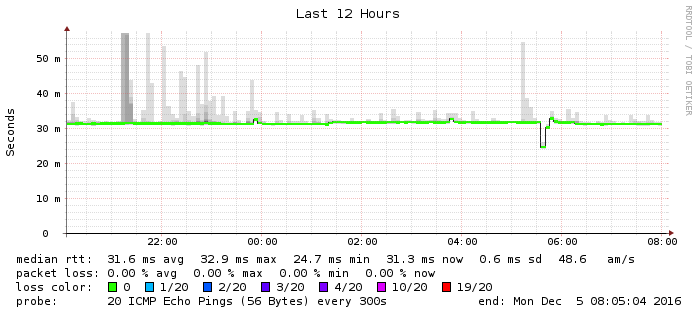 Last 12 Hours
RRDTOOL / TOBI OETIKER
Seconds
50 m
40 m
30 m
20 m
10 m
0
22:00 00:00 02:00 04:00 06:00 08:00
median rtt: 31.6 ms avg 32.9 ms max 24.7 ms min 31.3 ms now 0.6 ms sd 48.6 am/s
packet loss: 0.00 % avg 0.00 % max 0.00 % min 0.00 % now
loss color: 0 1/20 2/20 3/20 4/20 10/20 19/20
probe: 20 ICMP Echo Pings (56 Bytes) every 300s end: Mon Dec 5 08:05:04 2016